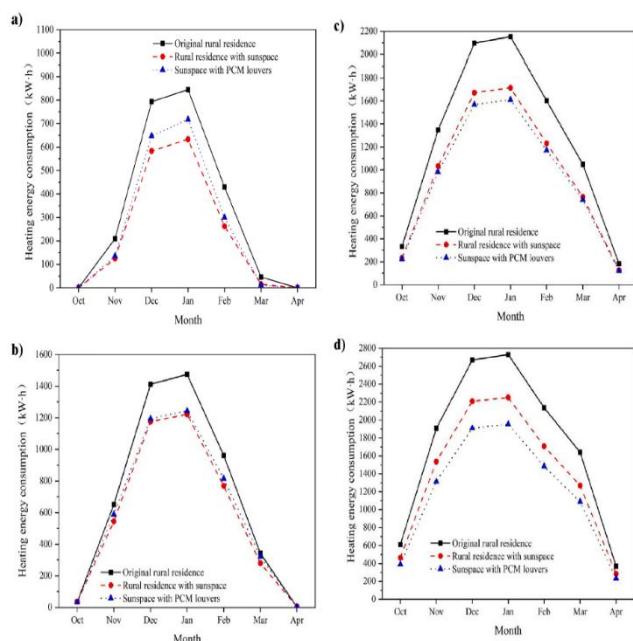 a)
1100
1000
900
800
700
600
500
400
300
200
100
0
Heating energy consumption（kW·h）
Original rural residence
Rural residence with sunspace
Sunspace with PCM louvers
Oct Nov Dec Jan Feb Mar Apr
Month
c)
2200
2000
1800
1600
1400
1200
1000
800
600
400
200
0
Heating energy consumption（kW·h）
Original rural residence
Rural residence with sunspace
Sunspace with PCM louvers
Oct Nov Dec Jan Feb Mar Apr
Month
b)
1600
1400
1200
1000
800
600
400
200
0
Heating energy consumption（kW·h）
Original rural residence
Rural residence with sunspace
Sunspace with PCM louvers
Oct Nov Dec Jan Feb Mar Apr
Month
d)
2800
2600
2400
2200
2000
1800
1600
1400
1200
1000
800
600
400
200
0
Heating energy consumption（kW·h）
Original rural residence
Rural residence with sunspace
Sunspace with PCM louvers
Oct Nov Dec Jan Feb Mar Apr
Month